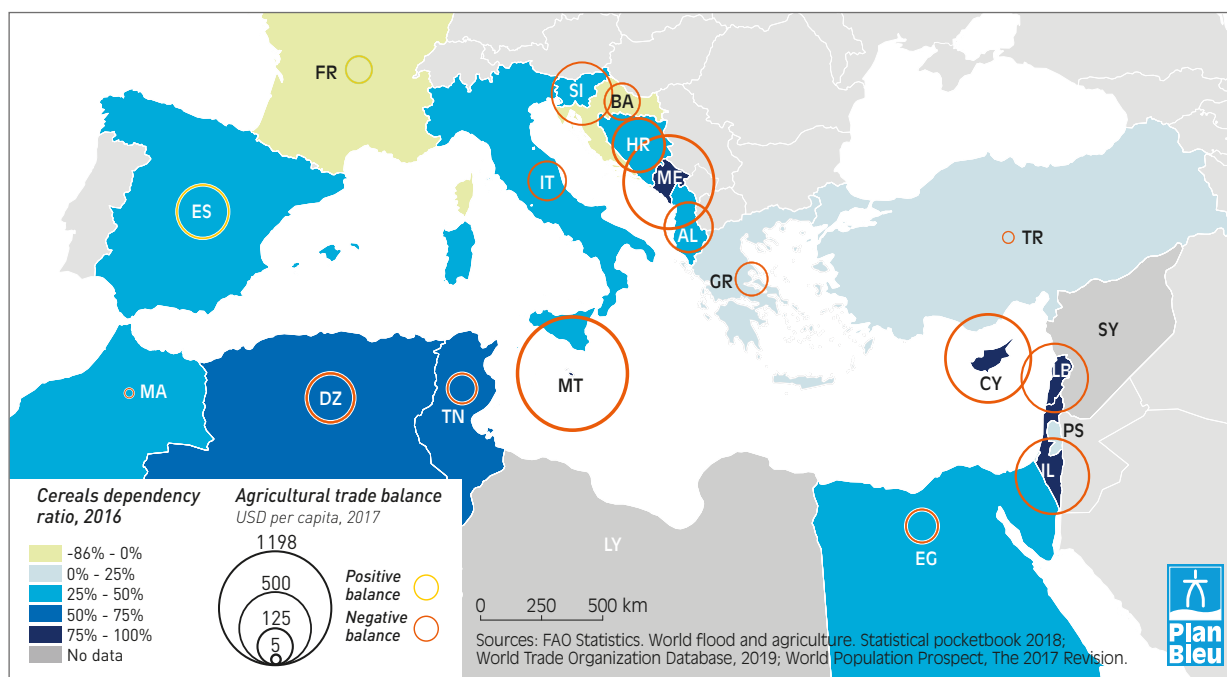 FR
SI
BA
HR
IT
ME
ES
AL
GR
TR
SY
MA
DZ
TN
MT
CY
LB
PS
IL
LY
EG
Cereals dependency
ratio, 2016
-86% - 0%
0% - 25%
25% - 50%
50% - 75%
75% - 100%
No data
Agricultural trade balance
USD per capita, 2017
1198
500
125
5
Positive
balance
Negative
balance
0 250 500 km
Sources: FAO Statistics. World flood and agriculture. Statistical pocketbook 2018;
World Trade Organization Database, 2019; World Population Prospect, The 2017 Revision.
Plan
Bleu